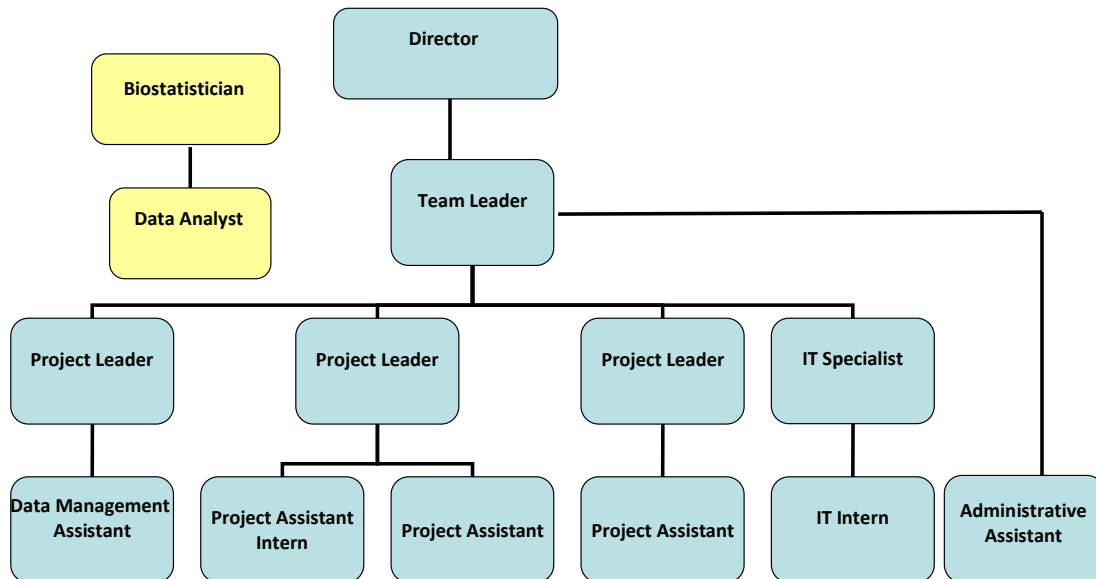 Director
Biostatistician
Team Leader
Data Analyst
Project Leader
Project Leader
Project Leader
IT Specialist
Data Management
Assistant
Project Assistant
Intern
Project Assistant
Project Assistant
IT Intern
Administrative
Assistant